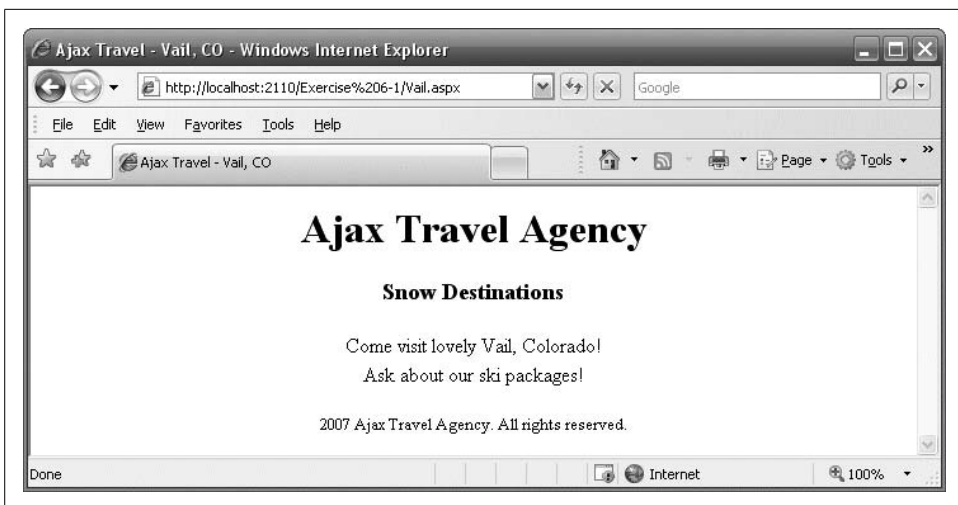 Ajax Travel - Vail, CO - Windows Internet Explorer
http://localhost:2110/Exercise%206-1/Vail.aspx
Google
File Edit View Favorites Tools Help
Ajax Travel - Vail, CO
Page Tools »
Ajax Travel Agency
Snow Destinations
Come visit lovely Vail, Colorado!
Ask about our ski packages!
2007 Ajax Travel Agency. All rights reserved.
Done Internet 100%